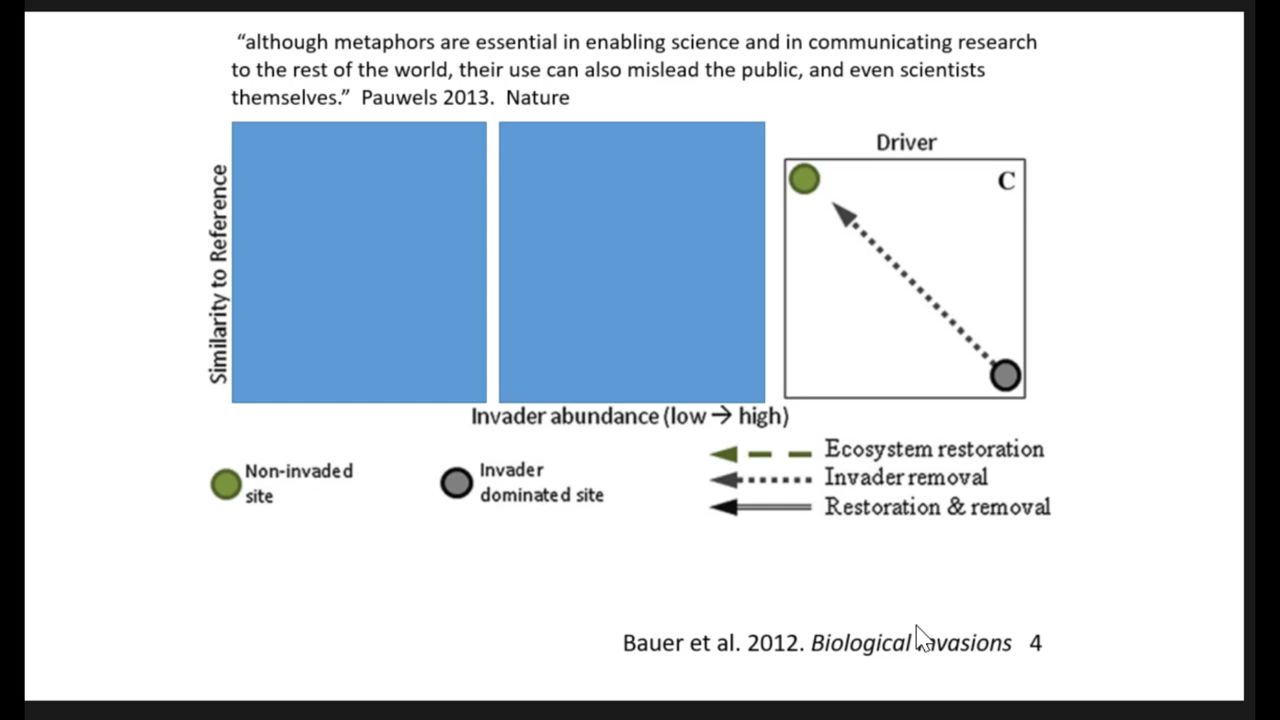 “although metaphors are essential in enabling science and in communicating research
to the rest of the world, their use can also mislead the public, and even scientists
themselves.” Pauwels 2013. Nature
Driver
C
Similarity to Reference
Invader abundance (low → high)
Non-invaded
site
Invader
dominated site
Ecosystem restoration
Invader removal
Restoration & removal
Bauer et al. 2012. Biological Invasions 4